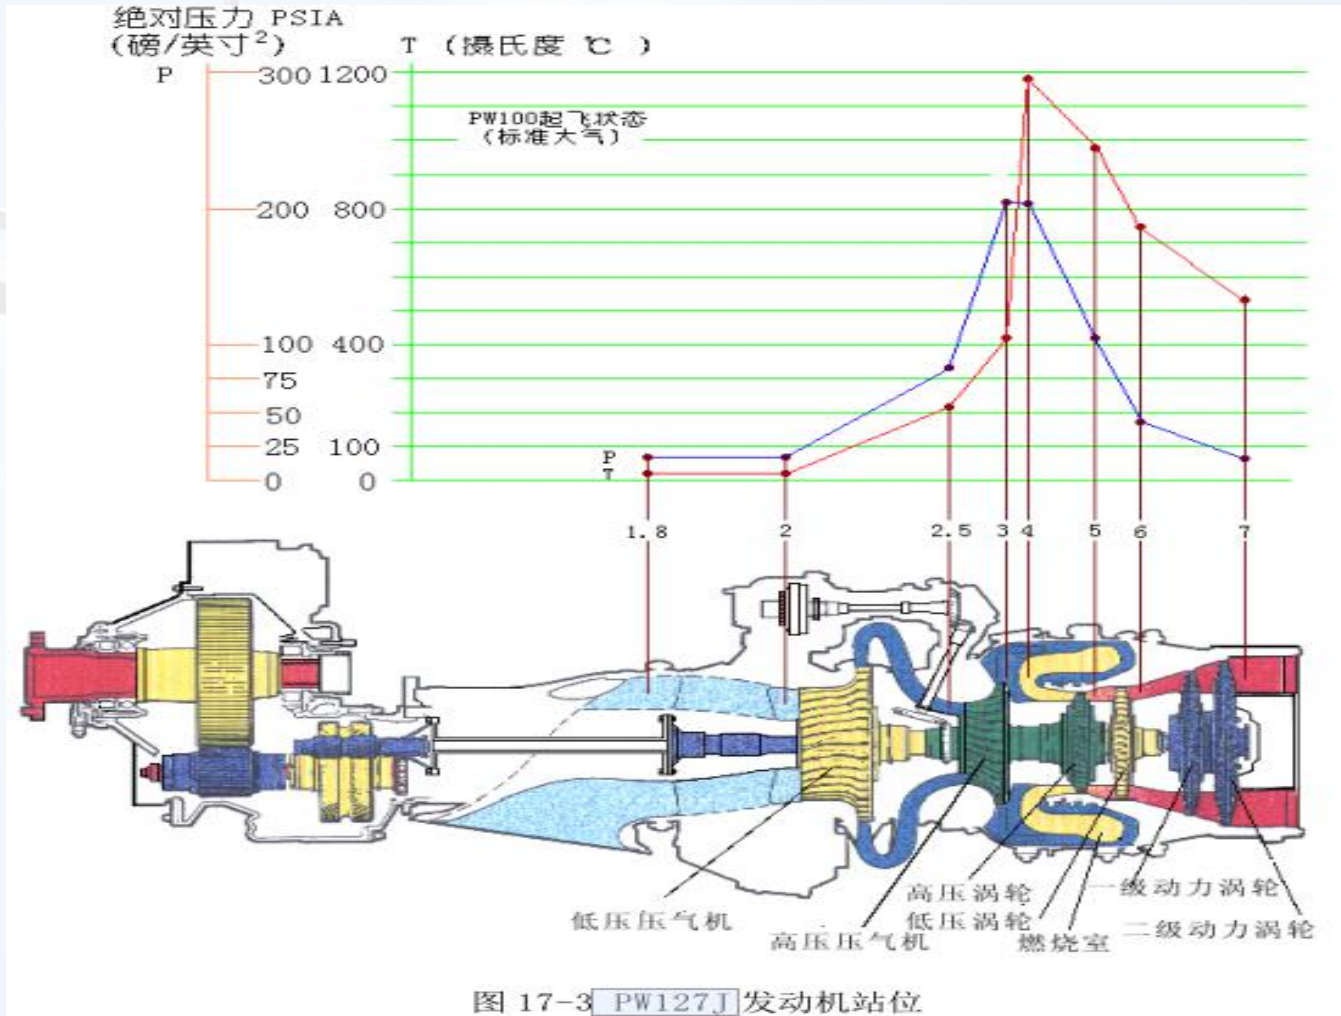 绝对压力 PSIA
(磅/英寸²) T (摄氏度 ℃ )
P 300 1200
PW100起飞状态
(标准大气)
200 800
100 400
75
50
25 100
P
T
0 0
1.8 2 2.5 3 4 5 6 7
高压涡轮 一级动力涡轮
低压压气机 低压涡轮 二级动力涡轮
高压压气机 燃烧室
图 17-3 PW127J 发动机站位